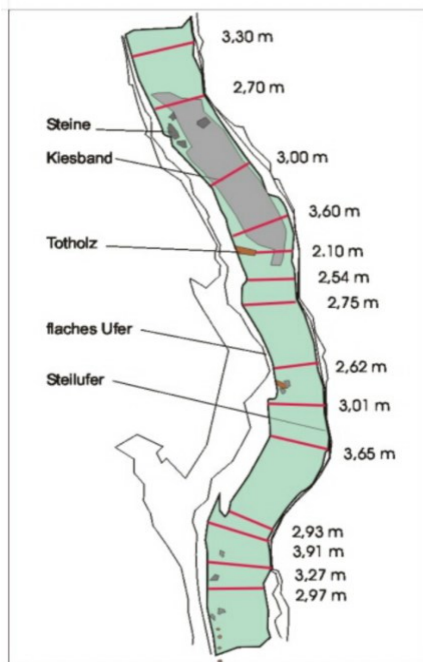 3,30 m
2,70 m
Steine
Kiesband
3,00 m
3,60 m
Totholz
2.10 m
2,54 m
2,75 m
flaches Ufer
2,62 m
Steilufer
3,01 m
3,65 m
2,93 m
3,91 m
3,27 m
2,97 m